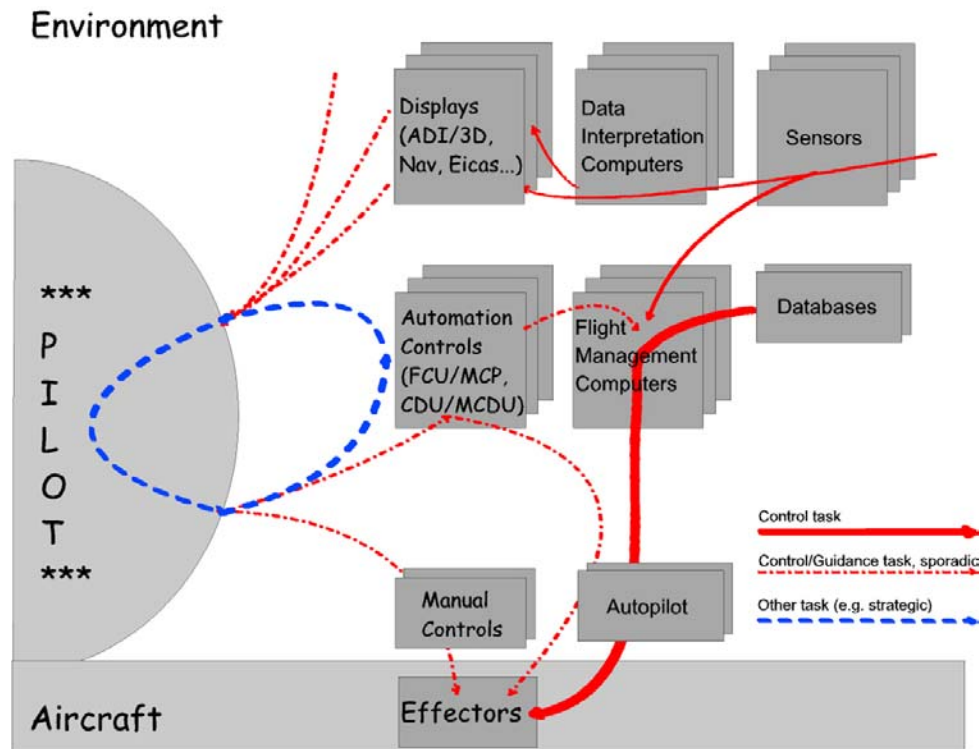 Environment
Displays
(ADI/3D,
Nav, Eicas...)
Data
Interpretation
Computers
Sensors
***
P
I
L
O
T
***
Automation
Controls
(FCU/MCP,
CDU/MCDU)
Flight
Management
Computers
Databases
Control task
Control/Guidance task, sporadic
Other task (e.g. strategic)
Manual
Controls
Autopilot
Effectors
Aircraft